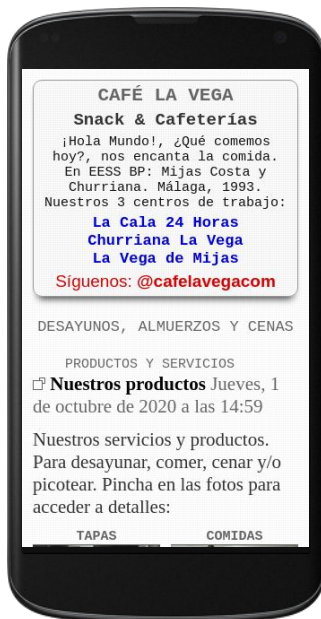 CAFÉ LA VEGA
Snack & Cafeterías
¡Hola Mundo!, ¿Qué comemos
hoy?, nos encanta la comida.
En EESS BP: Mijas Costa y
Churriana. Málaga, 1993.
Nuestros 3 centros de trabajo:
La Cala 24 Horas
Churriana La Vega
La Vega de Mijas
Síguenos: @cafelavegacom
DESAYUNOS, ALMUERZOS Y CENAS
PRODUCTOS Y SERVICIOS
Nuestros productos Jueves, 1
de octubre de 2020 a las 14:59
Nuestros servicios y productos.
Para desayunar, comer, cenar y/o
picotear. Pincha en las fotos para
acceder a detalles:
TAPAS COMIDAS